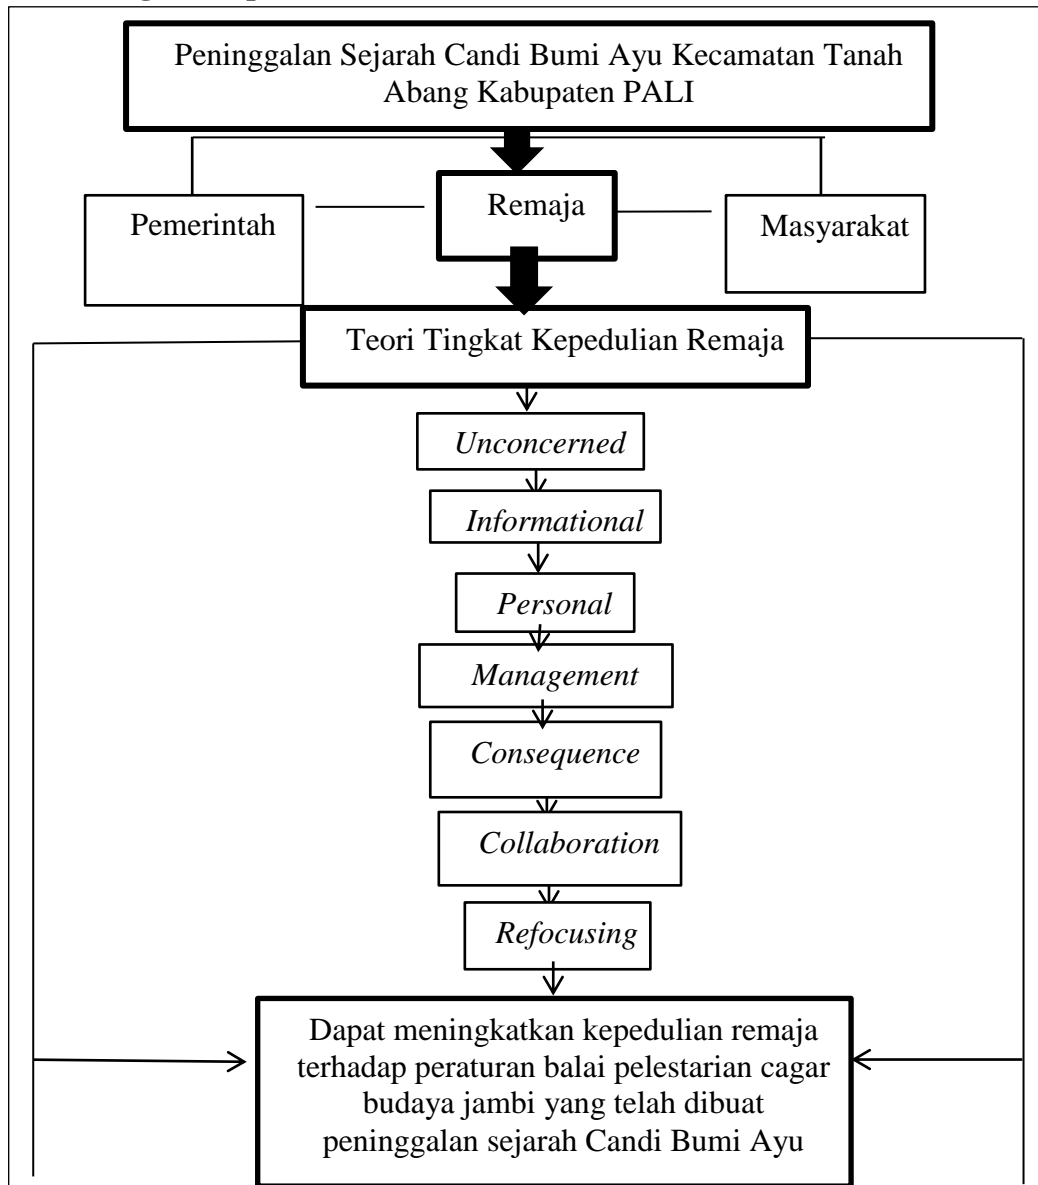 Peninggalan Sejarah Candi Bumi Ayu Kecamatan Tanah
Abang Kabupaten PALI
Pemerintah
Remaja
Masyarakat
Teori Tingkat Kepedulian Remaja
Unconcerned
Informational
Personal
Management
Consequence
Collaboration
Refocusing
Dapat meningkatkan kepedulian remaja
terhadap peraturan balai pelestarian cagar
budaya jambi yang telah dibuat
peninggalan sejarah Candi Bumi Ayu